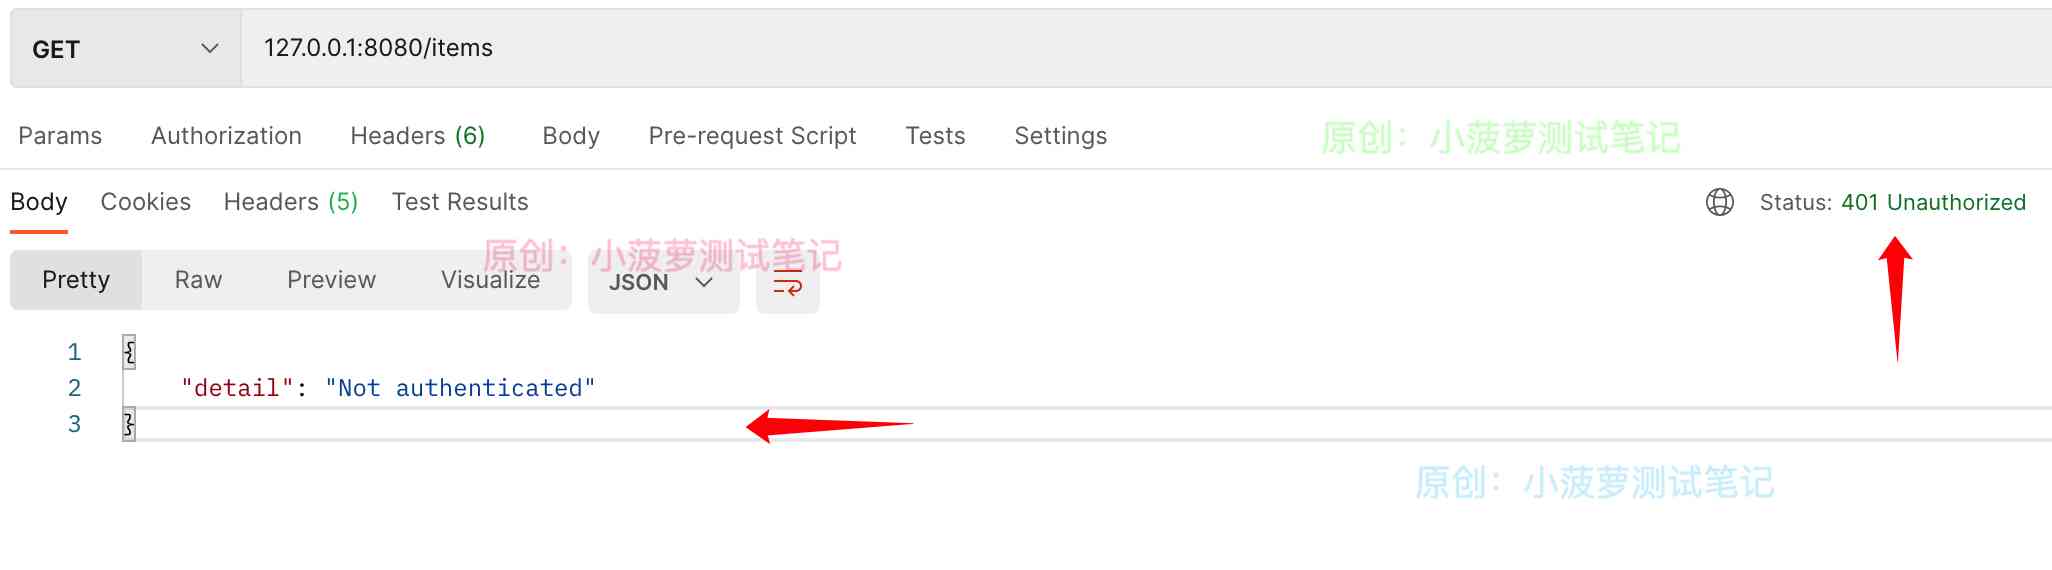 GET 127.0.0.1:8080/items
Params Authorization Headers (6) Body Pre-request Script Tests Settings
原创：小菠萝测试笔记
Body Cookies Headers (5) Test Results Status: 401 Unauthorized
原创：小菠萝测试笔记
Pretty Raw Preview Visualize JSON
1 {
2 "detail": "Not authenticated"
3 }
原创：小菠萝测试笔记